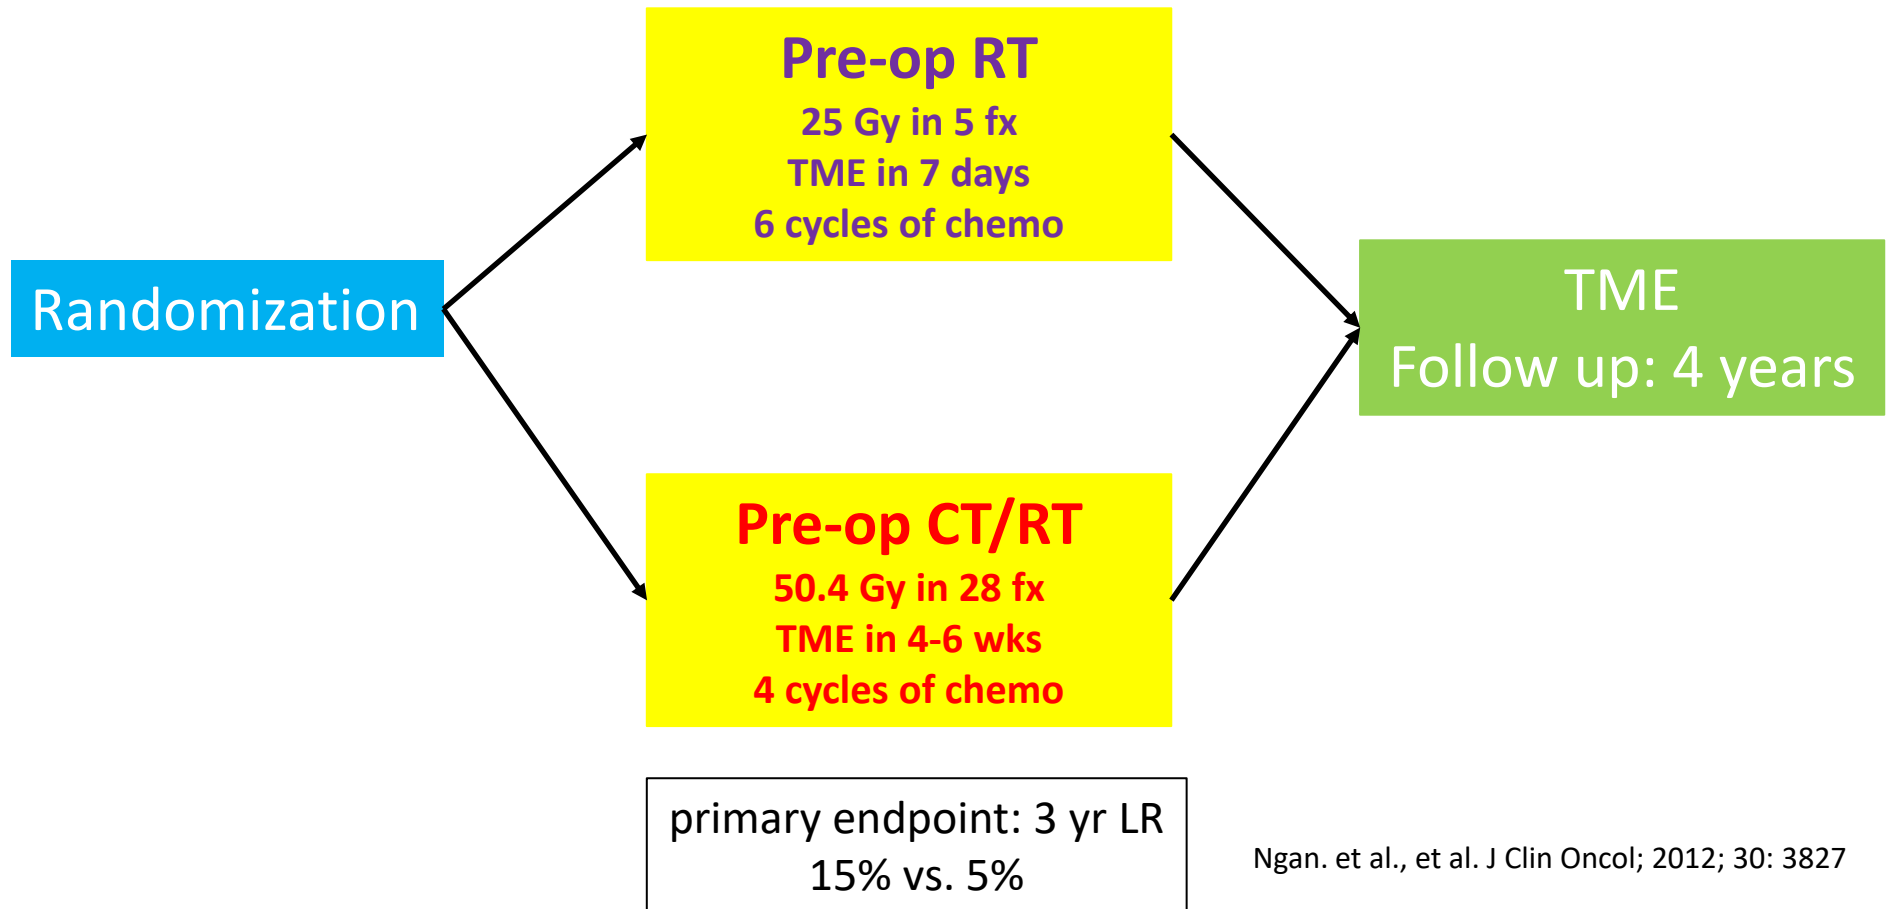 Randomization
Pre-op RT
25 Gy in 5 fx
TME in 7 days
6 cycles of chemo
Pre-op CT/RT
50.4 Gy in 28 fx
TME in 4-6 wks
4 cycles of chemo
TME
Follow up: 4 years
primary endpoint: 3 yr LR
15% vs. 5%
Ngan. et al., et al. J Clin Oncol; 2012; 30: 3827